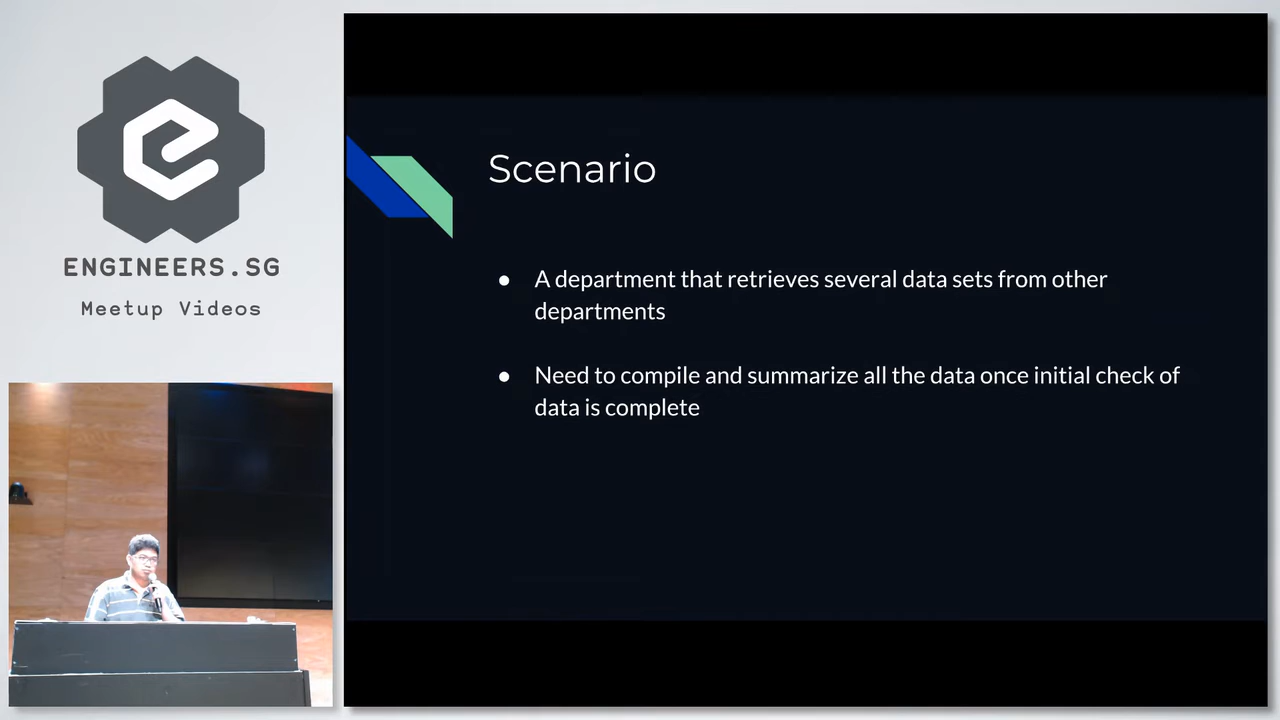 ENGINEERS.SG
Meetup Videos
Scenario
● A department that retrieves several data sets from other
departments
● Need to compile and summarize all the data once initial check of
data is complete